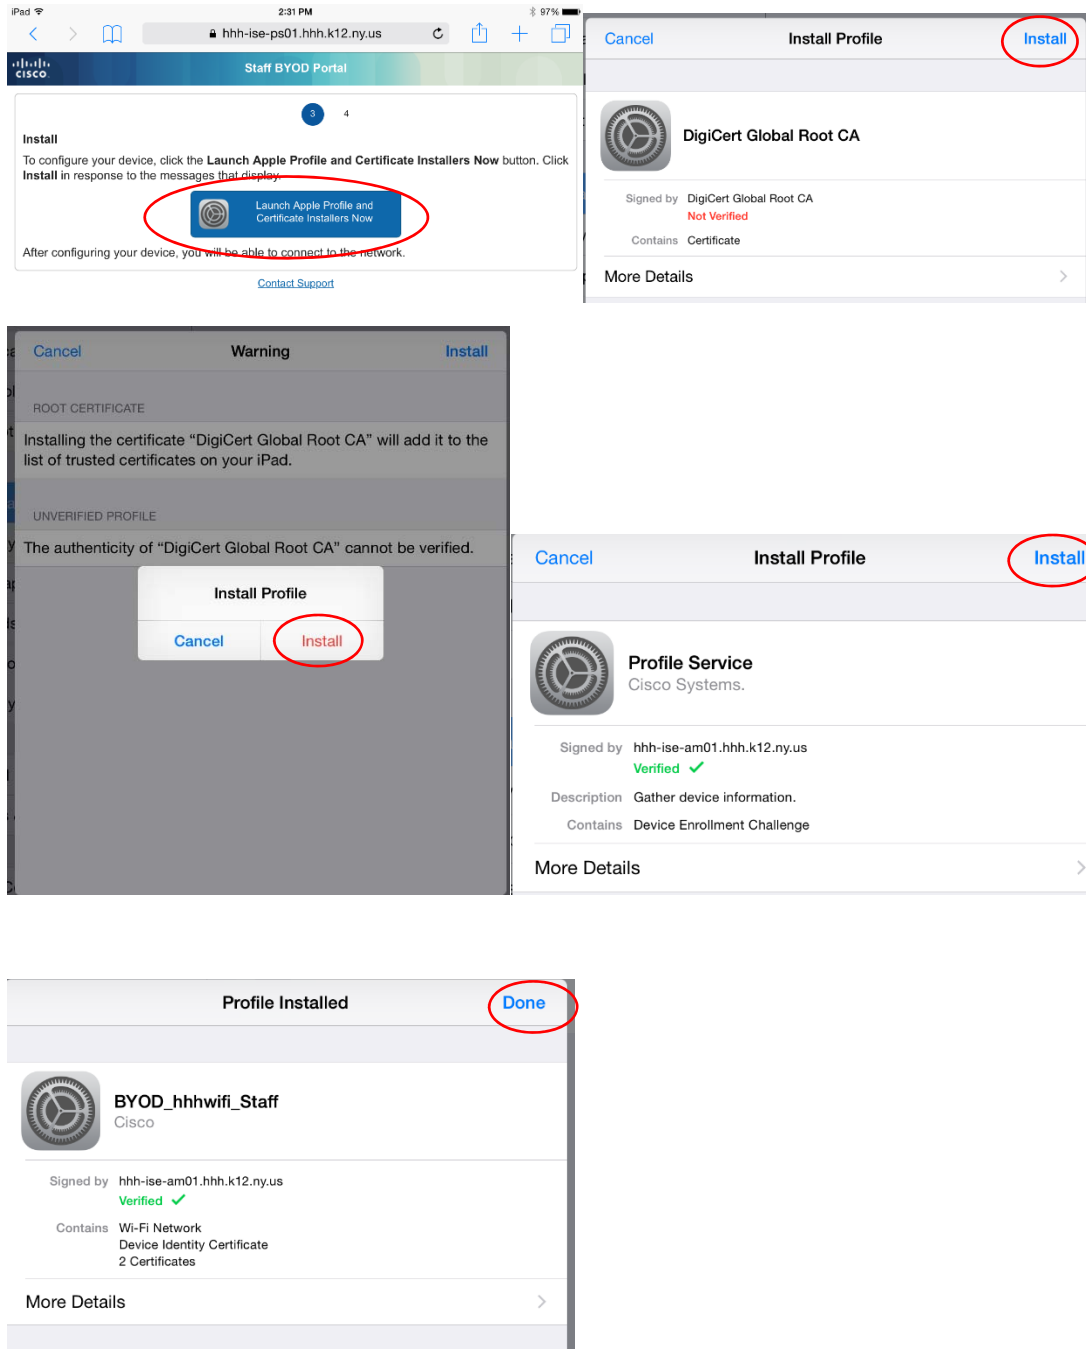 iPad 2:31 PM 97%
hhh-ise-ps01.hhh.k12.ny.us
cisco Staff BYOD Portal
3 4
Install
To configure your device, click the Launch Apple Profile and Certificate Installers Now button. Click
Install in response to the messages that display.
Launch Apple Profile and
Certificate Installers Now
After configuring your device, you will be able to connect to the network.
Contact Support
Cancel Install Profile Install
DigiCert Global Root CA
Signed by DigiCert Global Root CA
Not Verified
Contains Certificate
More Details
Cancel Warning Install
ROOT CERTIFICATE
Installing the certificate “DigiCert Global Root CA” will add it to the
list of trusted certificates on your iPad.
UNVERIFIED PROFILE
The authenticity of “DigiCert Global Root CA” cannot be verified.
Install Profile
Cancel Install
Cancel Install Profile Install
Profile Service
Cisco Systems.
Signed by hhh-ise-am01.hhh.k12.ny.us
Verified
Description Gather device information.
Contains Device Enrollment Challenge
More Details
Profile Installed Done
BYOD_hhhwifi_Staff
Cisco
Signed by hhh-ise-am01.hhh.k12.ny.us
Verified
Contains Wi-Fi Network
Device Identity Certificate
2 Certificates
More Details